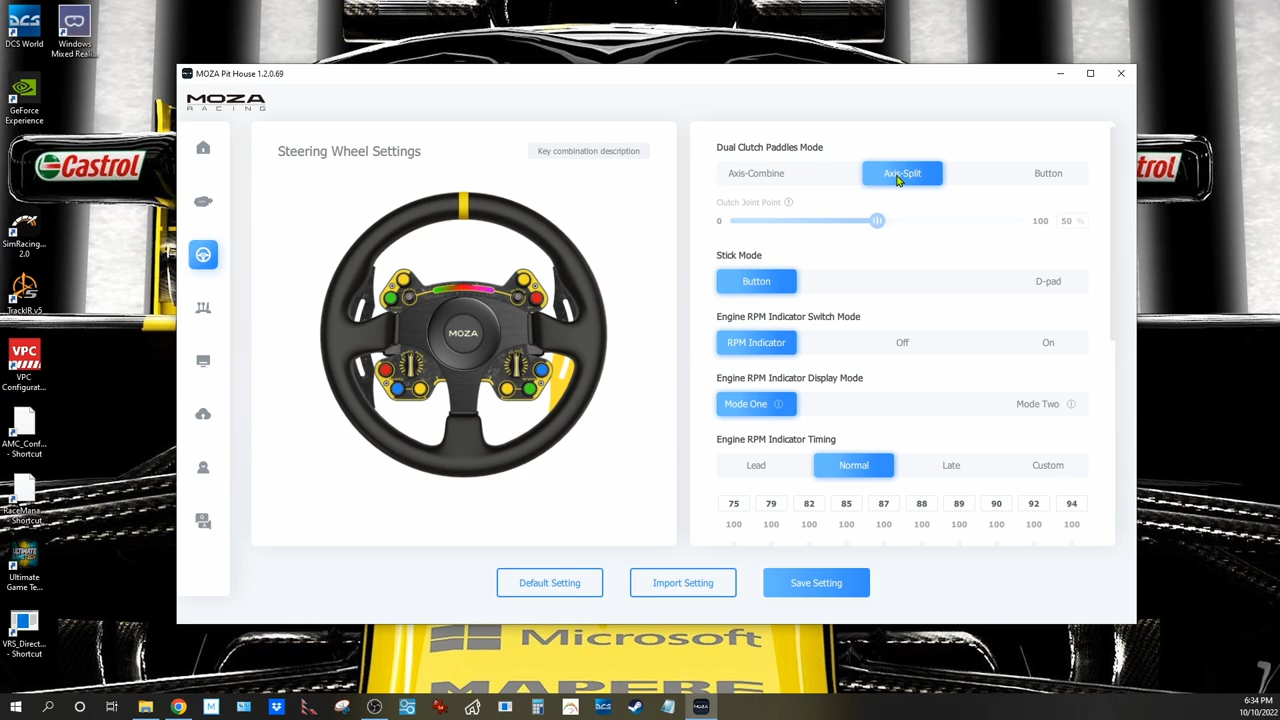 DCS World
Windows Mixed Reali...
GeForce Experience
SimRacing... 2.0
TrackIR v5
VPC Configurat...
AMC_Conf... - Shortcut
RaceMana... - Shortcut
Ultimate Game Te...
VRS_Direct... - Shortcut
Castrol
MOZA Pit House 1.2.0.69
MOZA
RACING
Steering Wheel Settings
Key combination description
MOZA
Dual Clutch Paddles Mode
Axis-Combine Axis-Split Button
Clutch Joint Point
0 100 50 %
Stick Mode
Button D-pad
Engine RPM Indicator Switch Mode
RPM Indicator Off On
Engine RPM Indicator Display Mode
Mode One Mode Two
Engine RPM Indicator Timing
Lead Normal Late Custom
75 79 82 85 87 88 89 90 92 94
100 100 100 100 100 100 100 100 100 100
Default Setting Import Setting Save Setting
Microsoft
MAPFRE
6:34 PM
10/10/2022